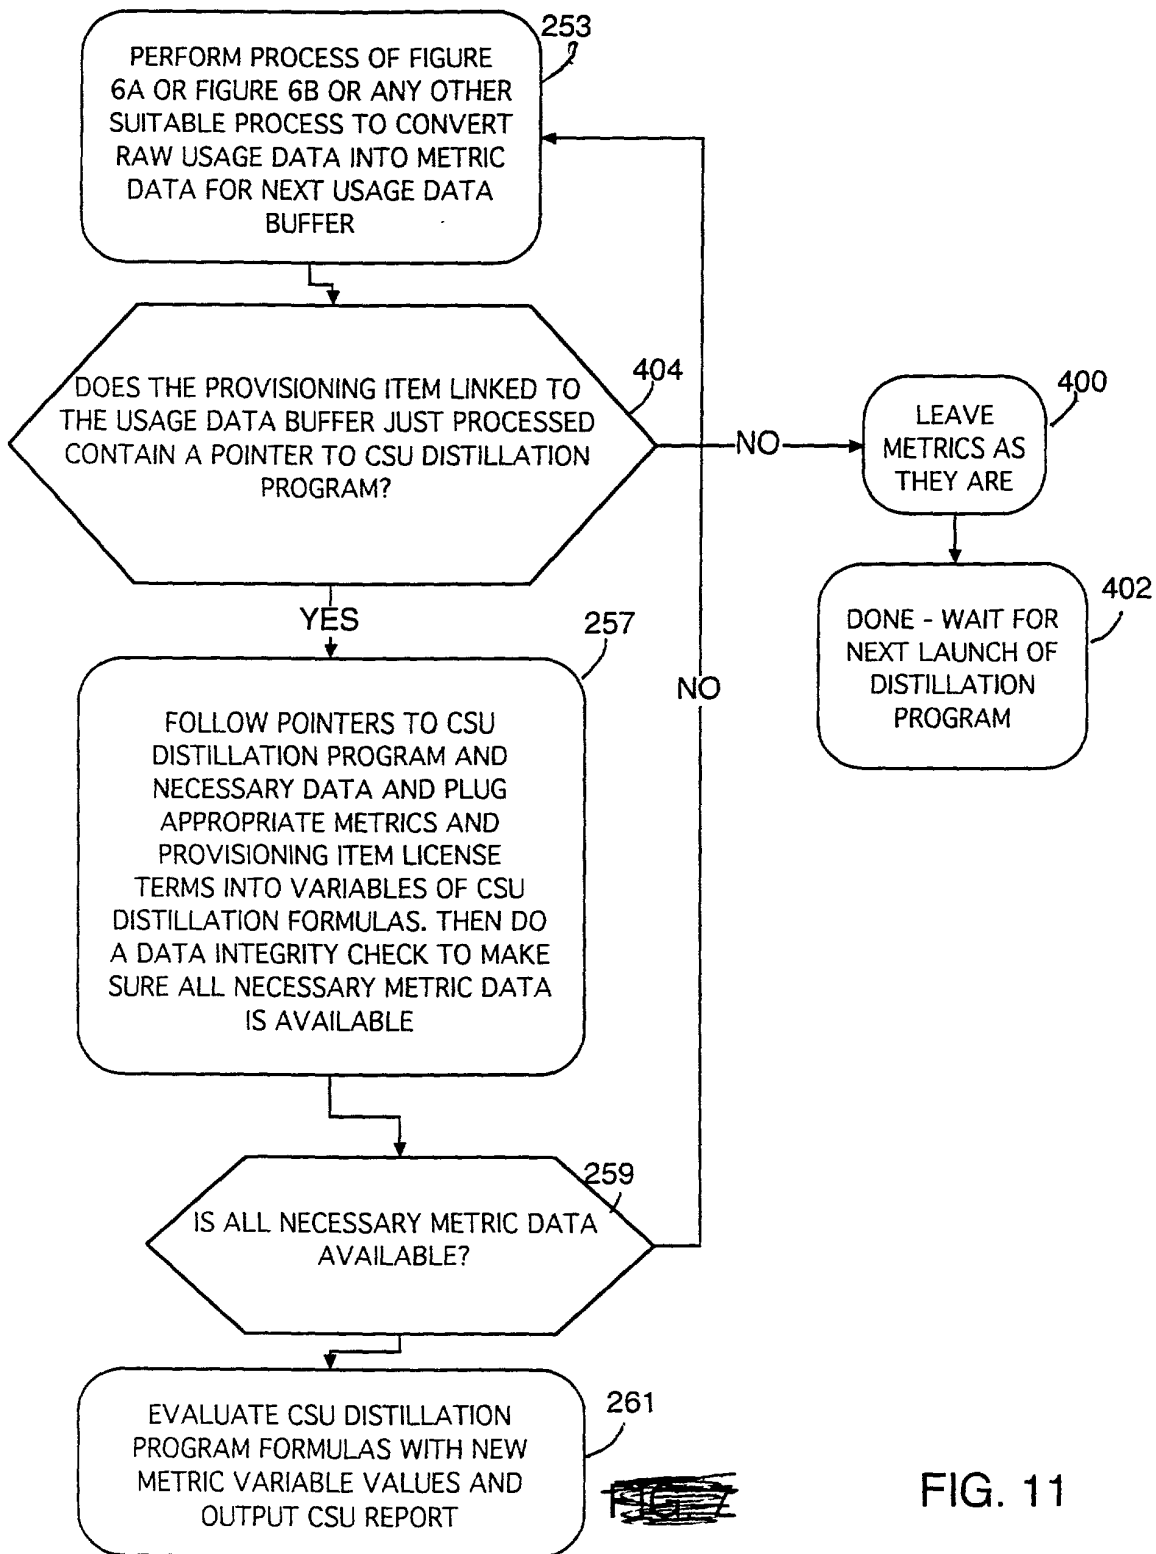 253
PERFORM PROCESS OF FIGURE
6A OR FIGURE 6B OR ANY OTHER
SUITABLE PROCESS TO CONVERT
RAW USAGE DATA INTO METRIC
DATA FOR NEXT USAGE DATA
BUFFER
404
DOES THE PROVISIONING ITEM LINKED TO
THE USAGE DATA BUFFER JUST PROCESSED
CONTAIN A POINTER TO CSU DISTILLATION
PROGRAM?
NO
400
LEAVE
METRICS AS
THEY ARE
402
DONE - WAIT FOR
NEXT LAUNCH OF
DISTILLATION
PROGRAM
YES
257
NO
FOLLOW POINTERS TO CSU
DISTILLATION PROGRAM AND
NECESSARY DATA AND PLUG
APPROPRIATE METRICS AND
PROVISIONING ITEM LICENSE
TERMS INTO VARIABLES OF CSU
DISTILLATION FORMULAS. THEN DO
A DATA INTEGRITY CHECK TO MAKE
SURE ALL NECESSARY METRIC DATA
IS AVAILABLE
259
IS ALL NECESSARY METRIC DATA
AVAILABLE?
261
EVALUATE CSU DISTILLATION
PROGRAM FORMULAS WITH NEW
METRIC VARIABLE VALUES AND
OUTPUT CSU REPORT
FIG. 11